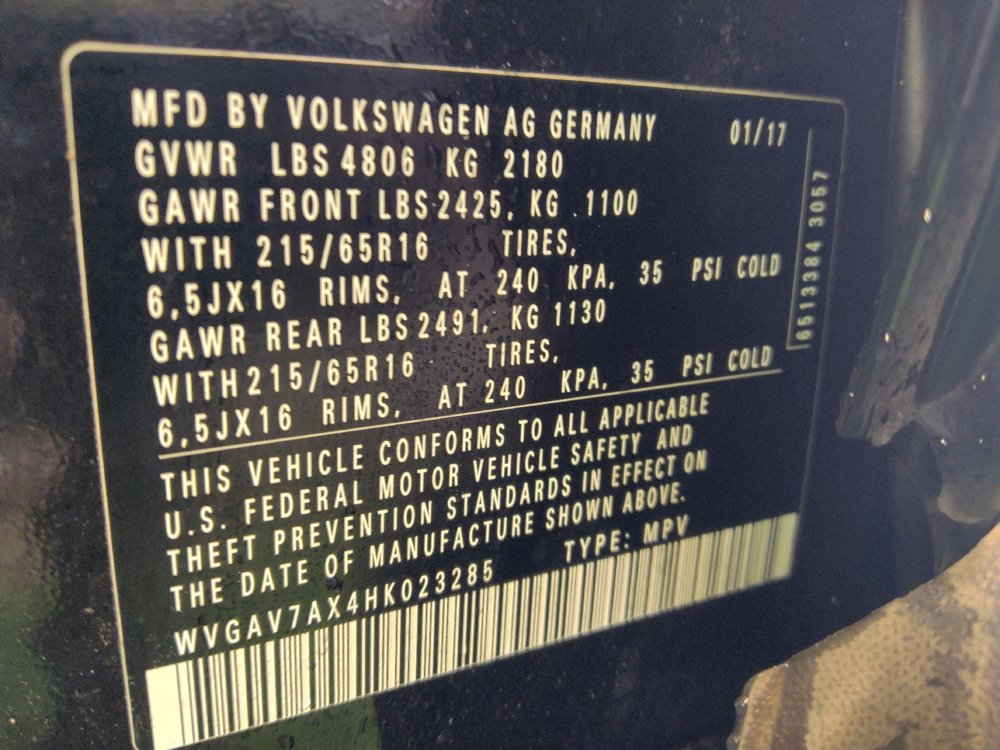 MFD BY VOLKSWAGEN AG GERMANY 01/17
GVWR LBS 4806 KG 2180
GAWR FRONT LBS 2425, KG 1100
WITH 215/65R16 TIRES,
6,5JX16 RIMS, AT 240 KPA, 35 PSI COLD
GAWR REAR LBS 2491, KG 1130
WITH 215/65R16 TIRES,
6,5JX16 RIMS, AT 240 KPA, 35 PSI COLD
THIS VEHICLE CONFORMS TO ALL APPLICABLE
U.S. FEDERAL MOTOR VEHICLE SAFETY AND
THEFT PREVENTION STANDARDS IN EFFECT ON
THE DATE OF MANUFACTURE SHOWN ABOVE.
WVGAV7AX4HK023285 TYPE: MPV
6513384 3057